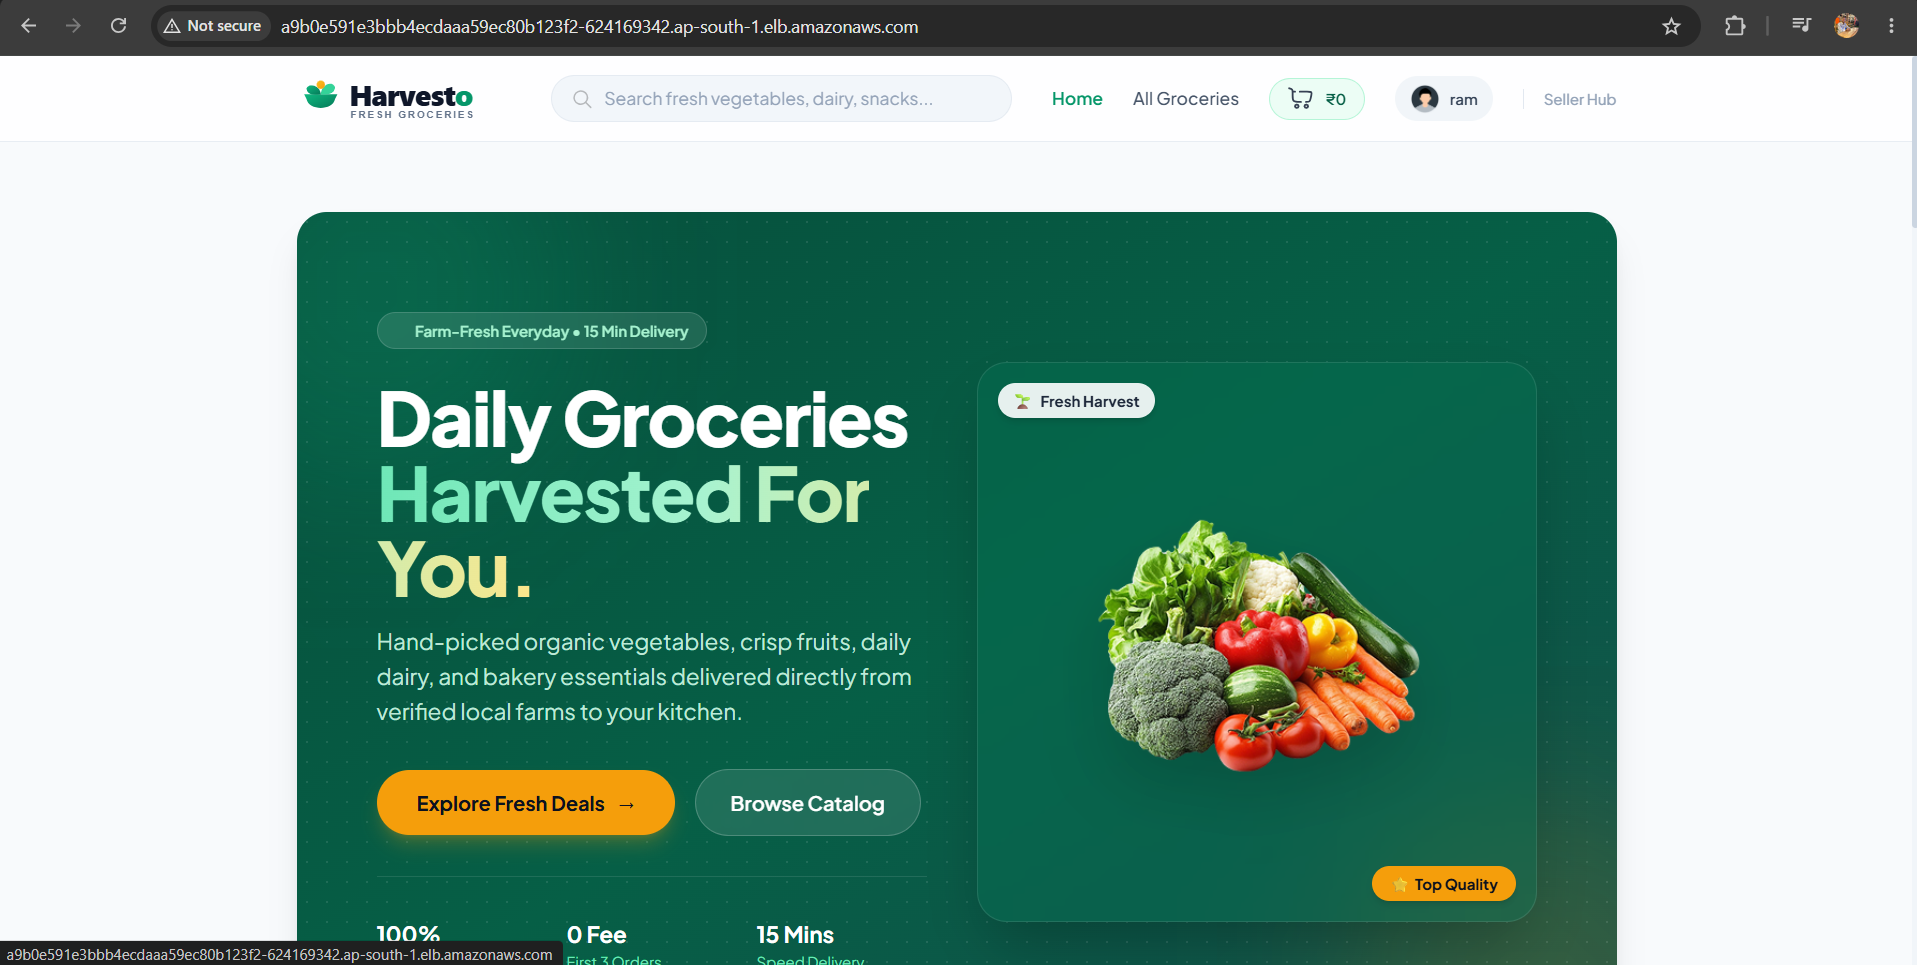 Not secure
a9b0e591e3bbb4ecdaaa59ec80b123f2-624169342.ap-south-1.elb.amazonaws.com
Harvesto
FRESH GROCERIES
Search fresh vegetables, dairy, snacks...
Home
All Groceries
₹0
ram
Seller Hub
Farm-Fresh Everyday • 15 Min Delivery
Daily Groceries
Harvested For
You.
Hand-picked organic vegetables, crisp fruits, daily
dairy, and bakery essentials delivered directly from
verified local farms to your kitchen.
Explore Fresh Deals →
Browse Catalog
Fresh Harvest
Top Quality
100%
0 Fee
First 3 Orders
15 Mins
Speed Delivery
a9b0e591e3bbb4ecdaaa59ec80b123f2-624169342.ap-south-1.elb.amazonaws.com